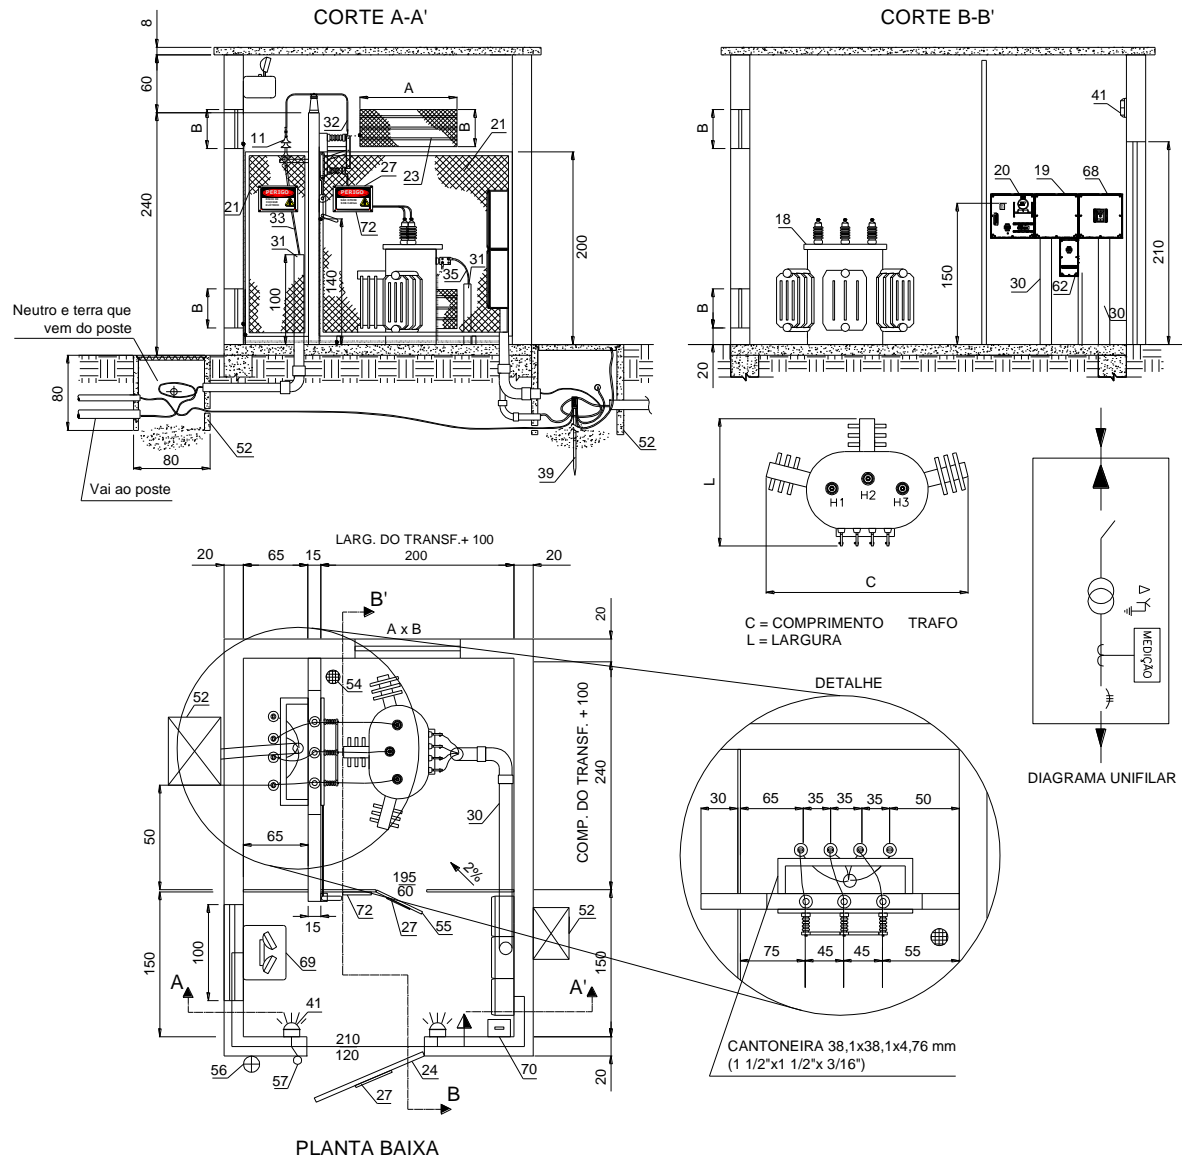 CORTE A-A'
CORTE B-B'
8
60
240
B
B
11
32
A
B
23
21
27
21
33
31
72
PERIGO
PERIGO
100
140
35
31
200
Neutro e terra que
vem do poste
80
80
52
Vai ao poste
39
52
B
B
41
20
19
68
18
150
30
62
30
210
20
L
H1
H2
H3
C
C = COMPRIMENTO TRAFO
L = LARGURA
MEDIÇÃO
DIAGRAMA UNIFILAR
LARG. DO TRANSF.+ 100
20
65
15
200
20
B'
A x B
20
54
52
COMP. DO TRANSF. + 100
240
50
65
30
2%
195
60
72
27
55
52
15
100
150
150
69
A
A'
41
210
120
56
57
24
27
70
20
B
PLANTA BAIXA
DETALHE
30
65
35
35
35
50
75
45
45
55
CANTONEIRA 38,1x38,1x4,76 mm
(1 1/2"x1 1/2"x 3/16")